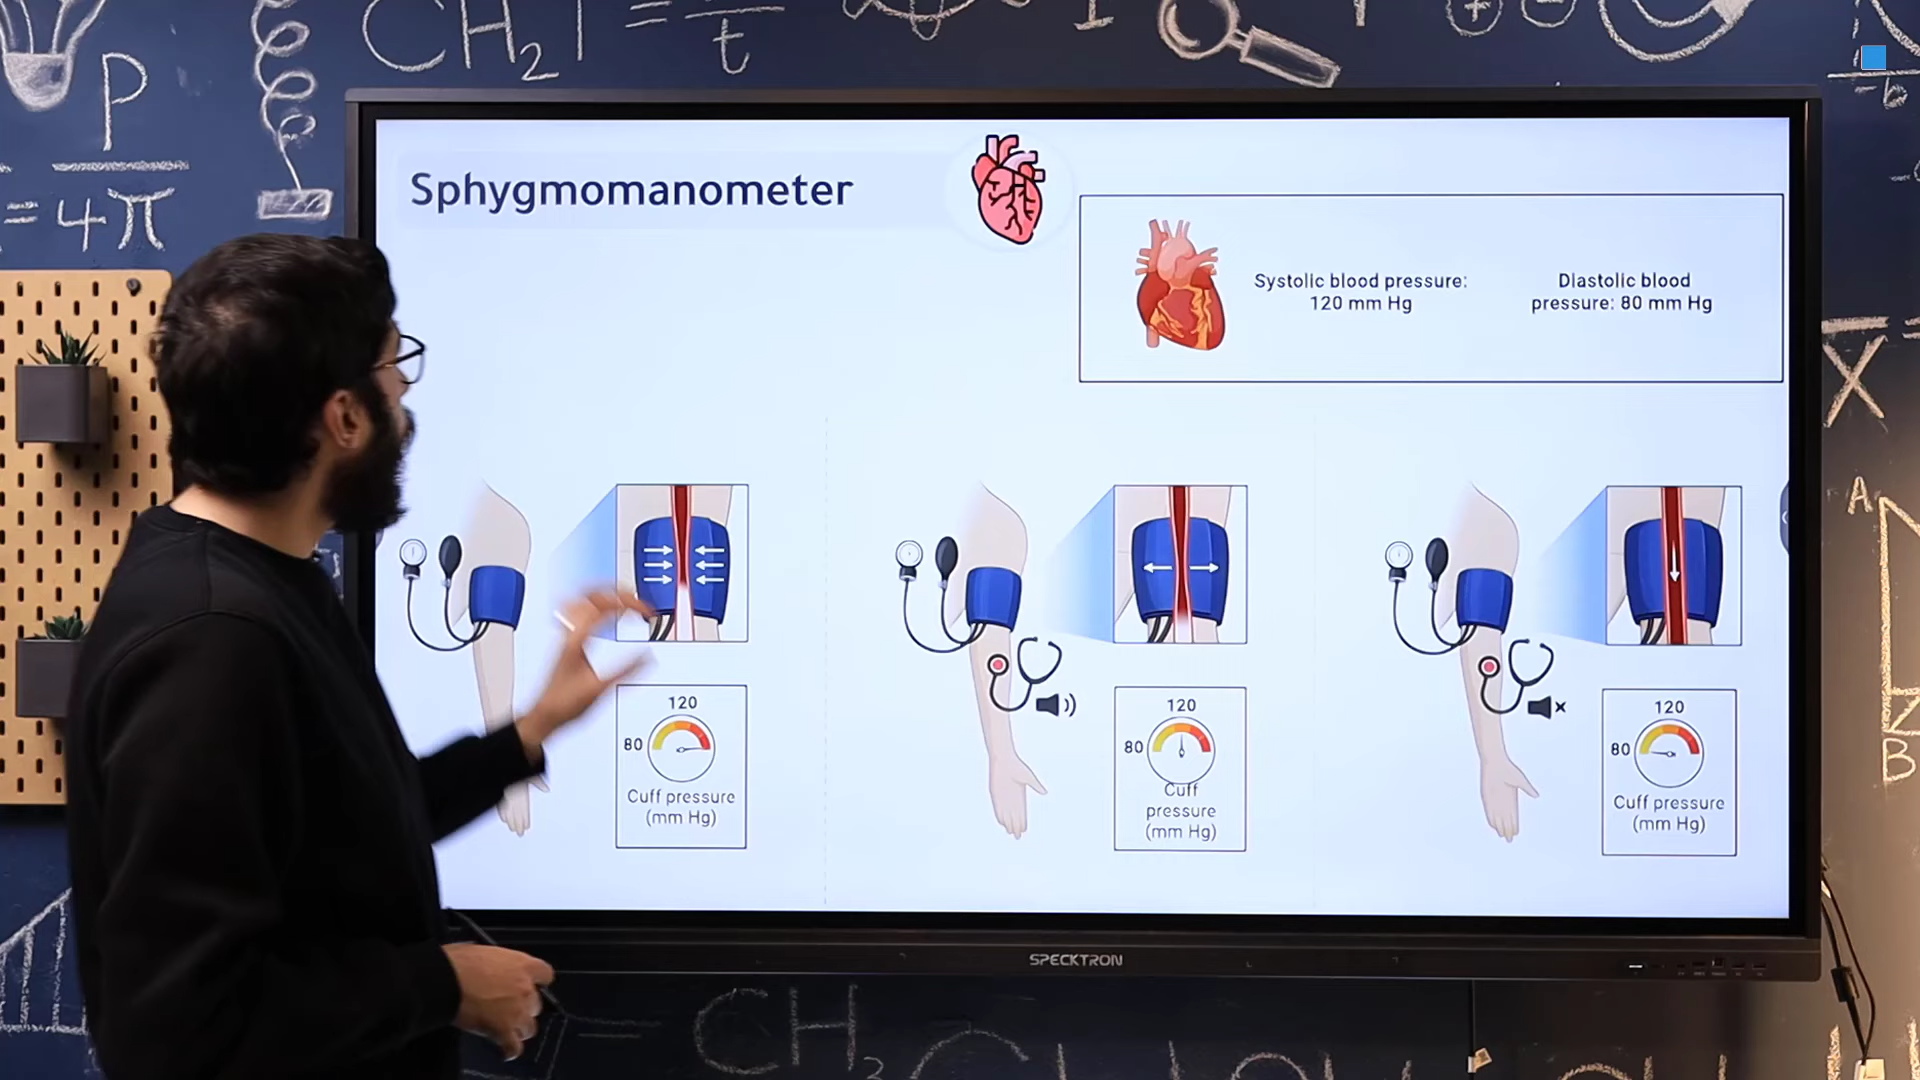 CH2
= /t
P
= 4π
Sphygmomanometer
Systolic blood pressure:
120 mm Hg
Diastolic blood
pressure: 80 mm Hg
120
80
Cuff pressure
(mm Hg)
120
80
Cuff
pressure
(mm Hg)
120
80
Cuff pressure
(mm Hg)
X
A
B
-b
SPECKTRON
= CH2